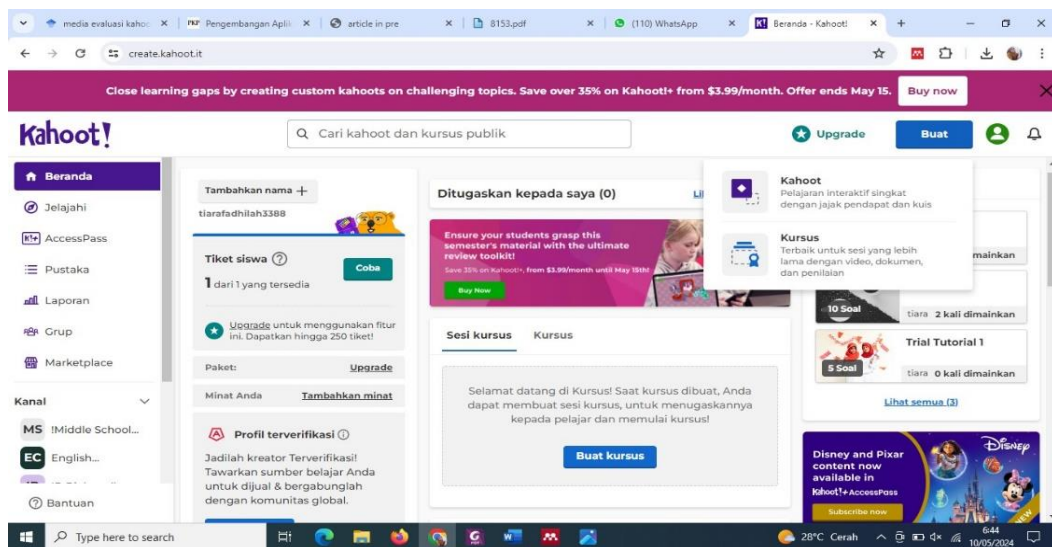 media evaluasi kahoo
PKP Pengembangan Apli
article in pre
8153.pdf
(110) WhatsApp
K! Beranda - Kahoot!
create.kahoot.it
Close learning gaps by creating custom kahoots on challenging topics. Save over 35% on Kahoot!+ from $3.99/month. Offer ends May 15.
Buy now
Kahoot!
Cari kahoot dan kursus publik
Upgrade
Buat
Beranda
Jelajahi
K!+ AccessPass
Pustaka
Laporan
Grup
Marketplace
Kanal
MS !Middle School...
EC English...
Bantuan
Tambahkan nama +
tiarafadhilah3388
Tiket siswa
1 dari 1 yang tersedia
Coba
Upgrade untuk menggunakan fitur
ini. Dapatkan hingga 250 tiket!
Paket:
Upgrade
Minat Anda
Tambahkan minat
Profil terverifikasi
Jadilah kreator Terverifikasi!
Tawarkan sumber belajar Anda
untuk dijual & bergabunglah
dengan komunitas global.
Ditugaskan kepada saya (0)
Ensure your students grasp this
semester's material with the ultimate
review toolkit!
Save 35% on Kahoot!+, from $3.99/month until May 15th!
Buy Now
Sesi kursus
Kursus
Selamat datang di Kursus! Saat kursus dibuat, Anda
dapat membuat sesi kursus, untuk menugaskannya
kepada pelajar dan memulai kursus!
Buat kursus
Kahoot
Pelajaran interaktif singkat
dengan jajak pendapat dan kuis
Kursus
Terbaik untuk sesi yang lebih
lama dengan video, dokumen,
dan penilaian
mainkan
10 Soal
tiara 2 kali dimainkan
Trial Tutorial 1
5 Soal
tiara 0 kali dimainkan
Lihat semua (3)
Disney and Pixar
content now
available in
Kahoot!+ AccessPass
Subscribe now
Disney
NEW
Type here to search
28°C Cerah
6:44
10/05/2024